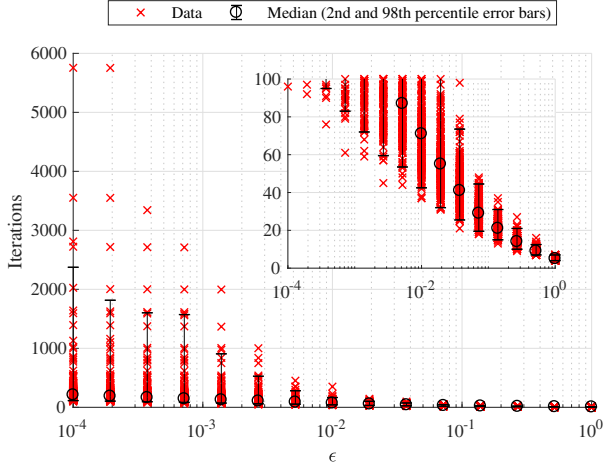 Data Median (2nd and 98th percentile error bars)
6000
5000
4000
3000
2000
1000
0
Iterations
100
80
60
40
20
0
10^-4 10^-2 10^0
10^-4 10^-3 10^-2 10^-1 10^0
ϵ